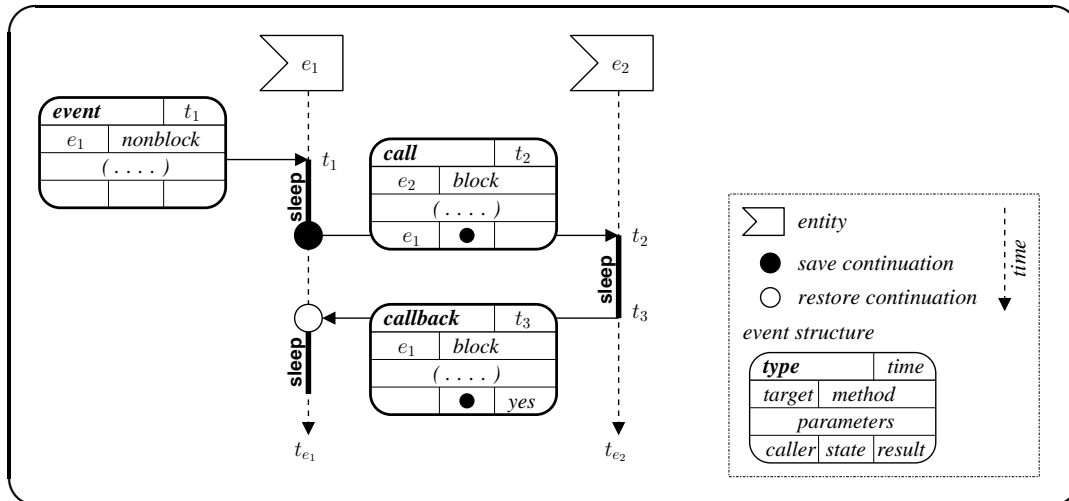 e1
e2
event t1
e1 nonblock
( . . . . )
t1
sleep
call t2
e2 block
( . . . . )
e1
t2
sleep
t3
callback t3
e1 block
( . . . . )
yes
sleep
te1
te2
entity
save continuation
restore continuation
time
event structure
type time
target method
parameters
caller state result